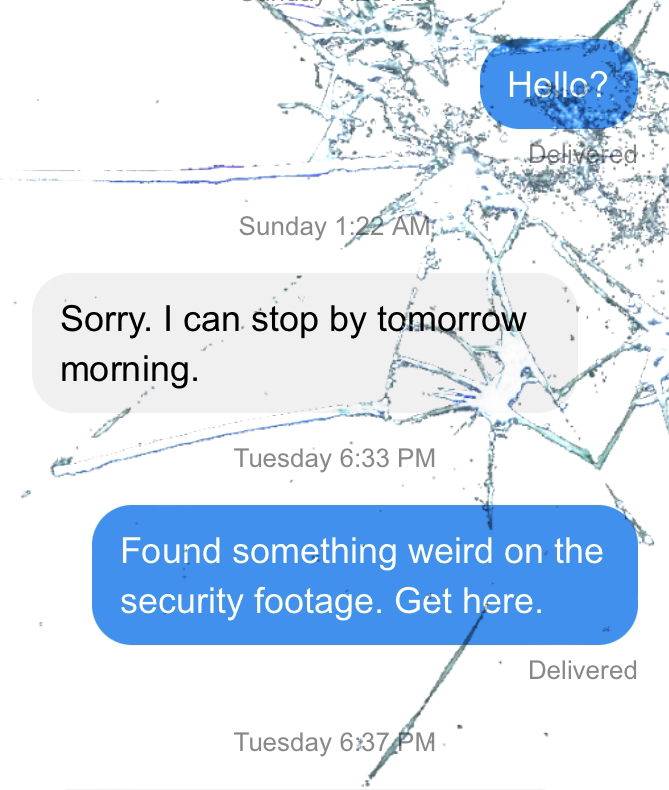 Hello?
Delivered
Sunday 1:22 AM
Sorry. I can stop by tomorrow
morning.
Tuesday 6:33 PM
Found something weird on the
security footage. Get here.
Delivered
Tuesday 6:37 PM